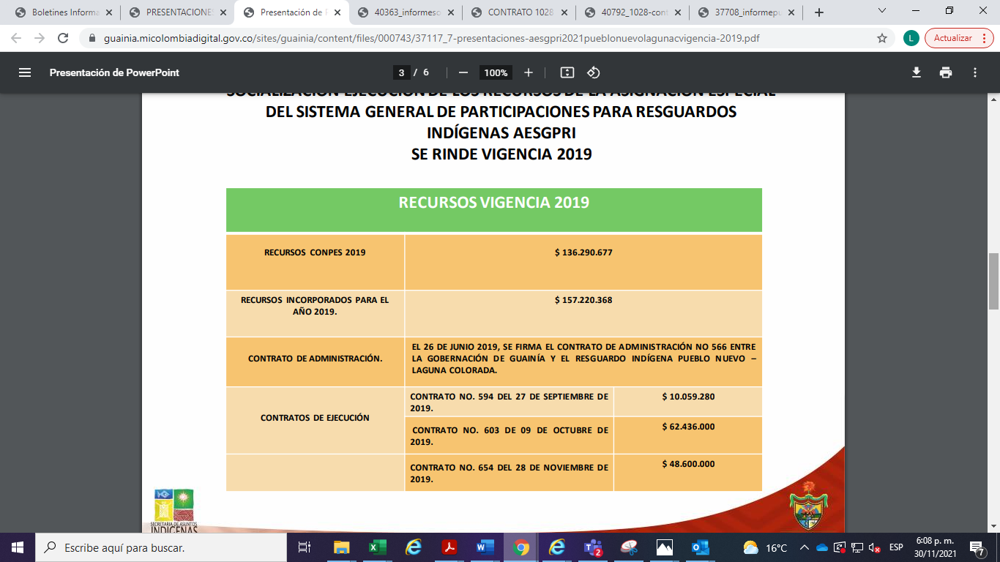 Boletines Informa
PRESENTACIONE
Presentación de F
40363_informeso
CONTRATO 1028
40792_1028-cont
37708_informepu
guainia.micolombiadigital.gov.co/sites/guainia/content/files/000743/37117_7-presentaciones-aesgpri2021pueblonuevolagunacvigencia-2019.pdf
L
Actualizar
Presentación de PowerPoint
3 / 6
100%
SOCIALIZACIÓN EJECUCIÓN DE LOS RECURSOS DE LA ASIGNACIÓN ESPECIAL
DEL SISTEMA GENERAL DE PARTICIPACIONES PARA RESGUARDOS
INDÍGENAS AESGPRI
SE RINDE VIGENCIA 2019
RECURSOS VIGENCIA 2019
RECURSOS CONPES 2019
$ 136.290.677
RECURSOS INCORPORADOS PARA EL
AÑO 2019.
$ 157.220.368
CONTRATO DE ADMINISTRACIÓN.
EL 26 DE JUNIO 2019, SE FIRMA EL CONTRATO DE ADMINISTRACIÓN NO 566 ENTRE
LA GOBERNACIÓN DE GUAINÍA Y EL RESGUARDO INDÍGENA PUEBLO NUEVO –
LAGUNA COLORADA.
CONTRATOS DE EJECUCIÓN
CONTRATO NO. 594 DEL 27 DE SEPTIEMBRE DE
2019.
$ 10.059.280
CONTRATO NO. 603 DE 09 DE OCTUBRE DE
2019.
$ 62.436.000
CONTRATO NO. 654 DEL 28 DE NOVIEMBRE DE
2019.
$ 48.600.000
SECRETARIA DE ASUNTOS
INDIGENAS
Escribe aquí para buscar.
2
16°C
ESP
6:08 p. m.
30/11/2021
7